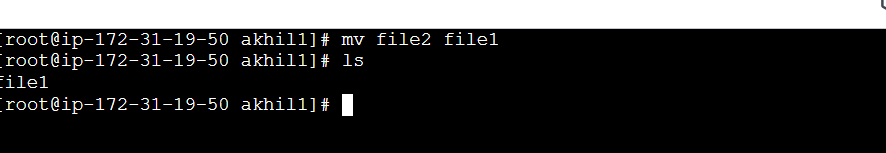 [root@ip-172-31-19-50 akhil1]# mv file2 file1
[root@ip-172-31-19-50 akhil1]# ls
file1
[root@ip-172-31-19-50 akhil1]#